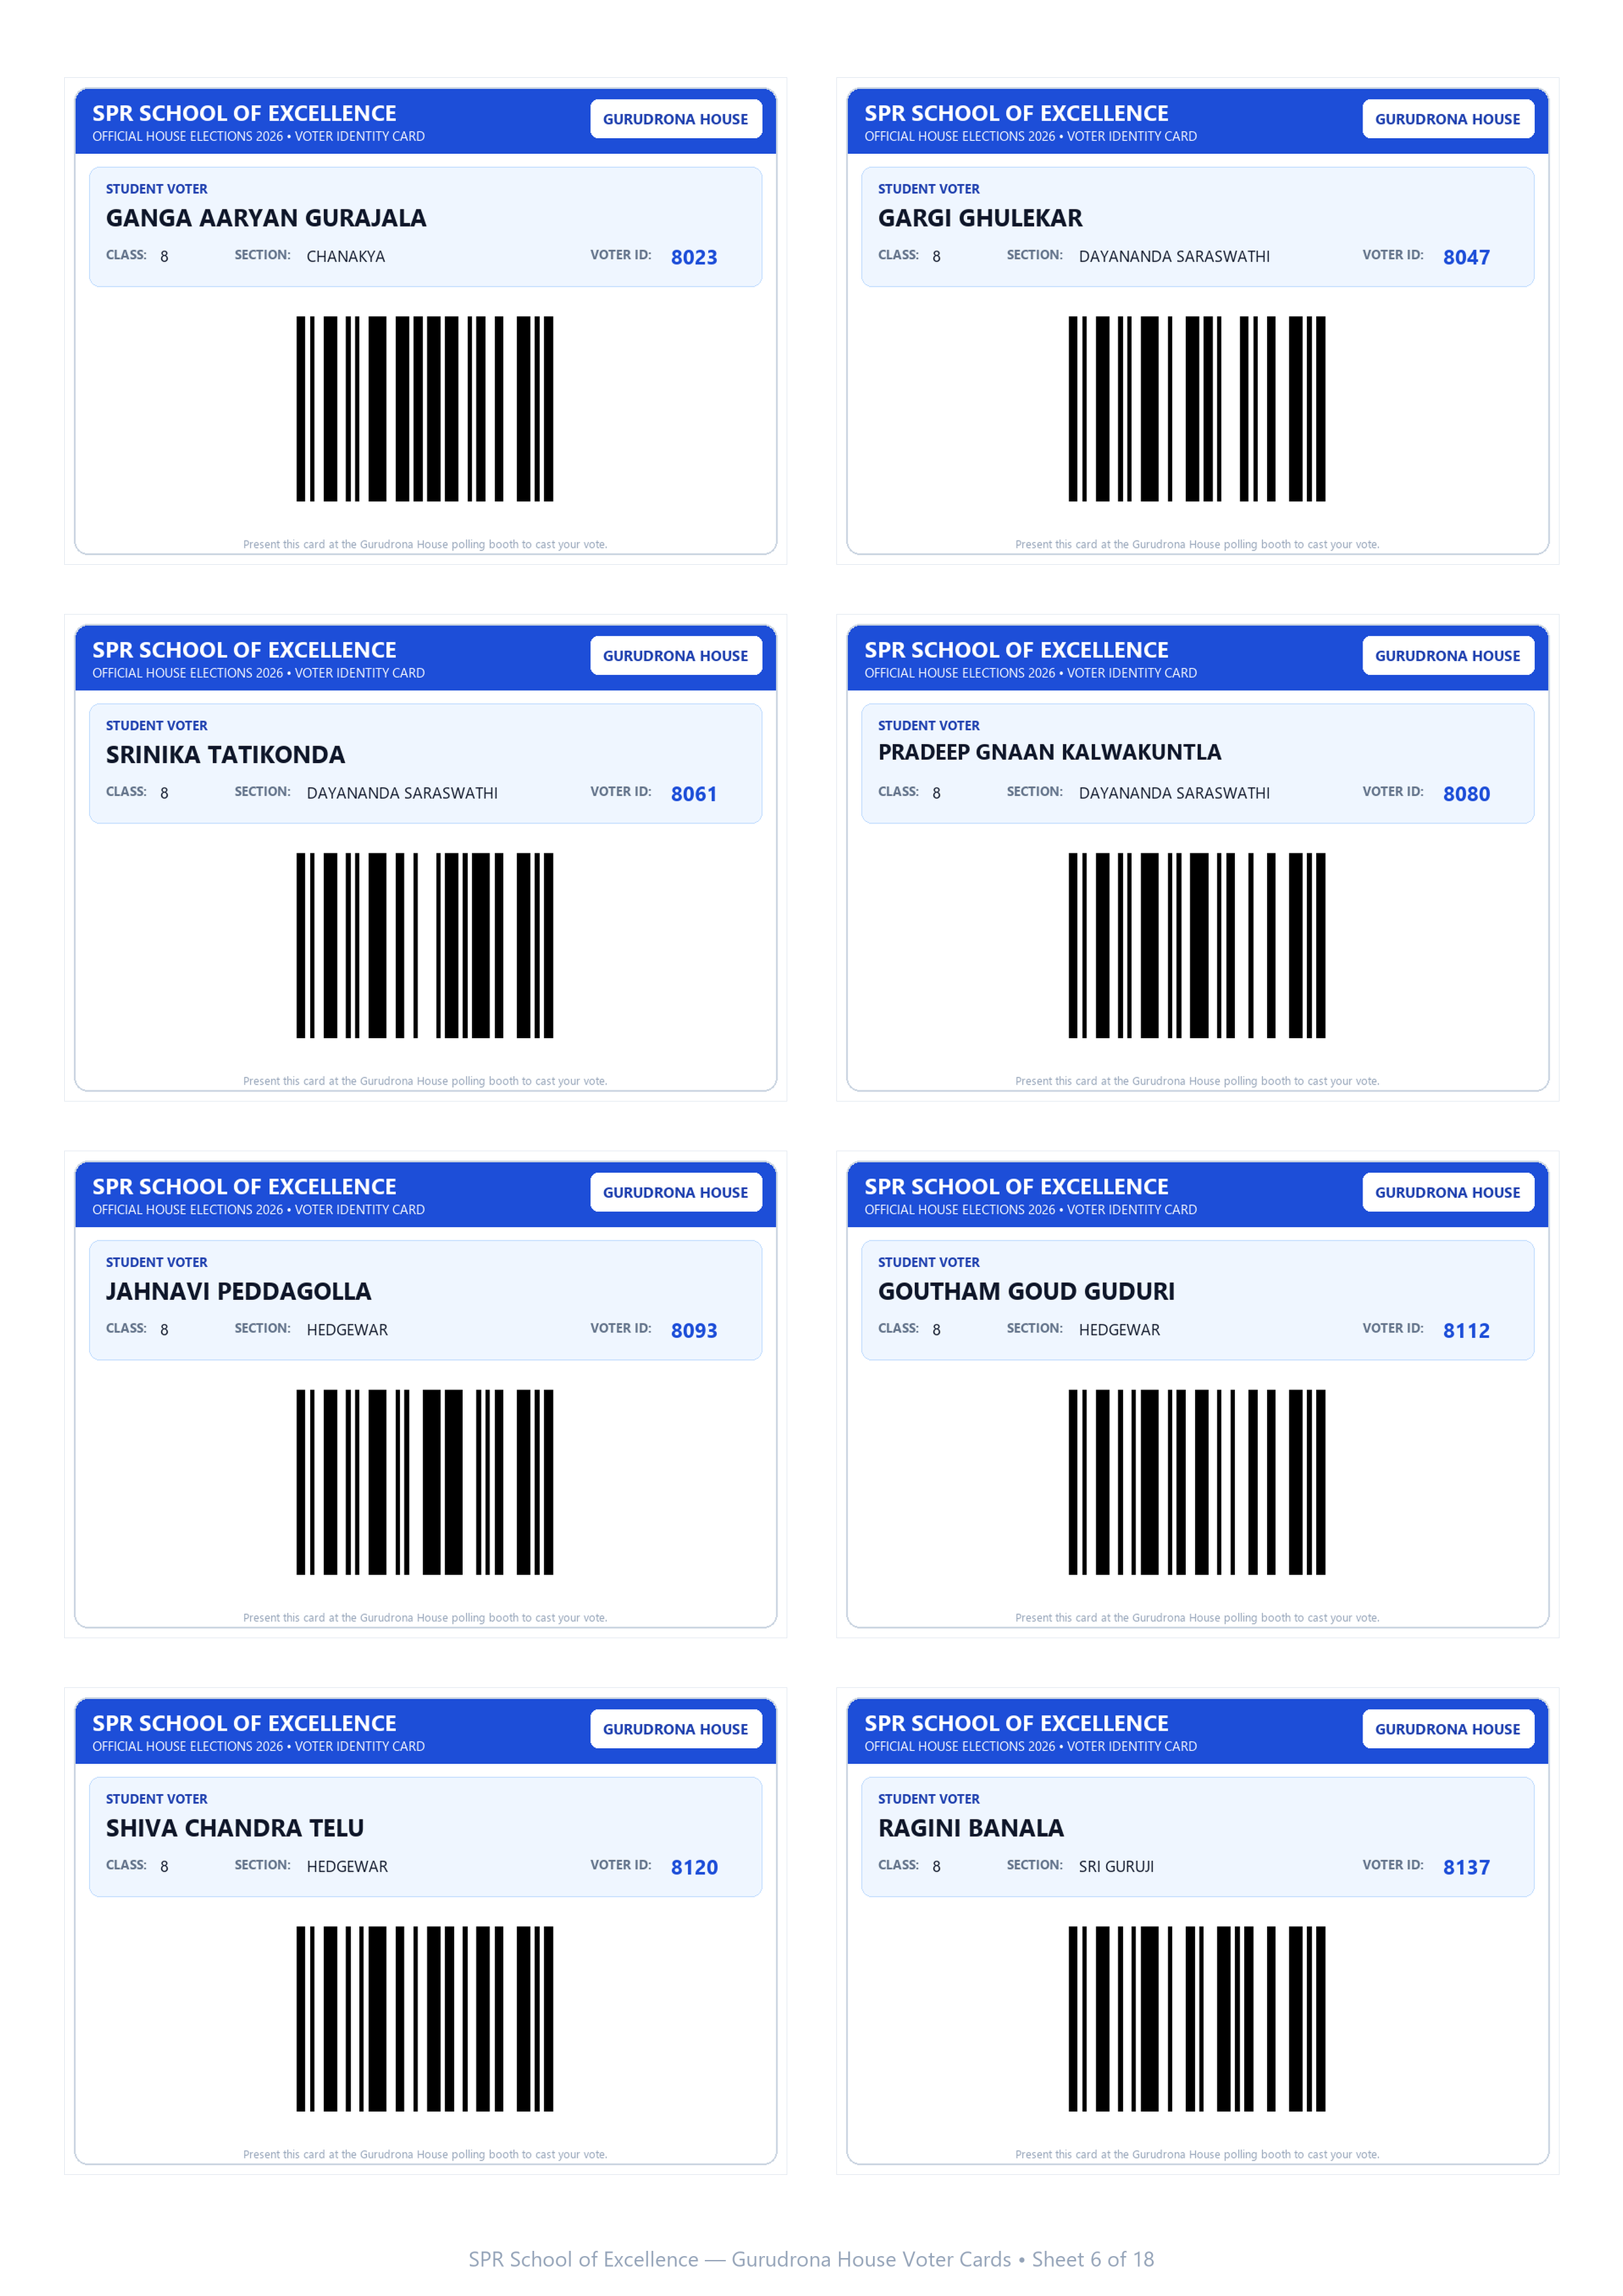 SPR SCHOOL OF EXCELLENCE
OFFICIAL HOUSE ELECTIONS 2026 • VOTER IDENTITY CARD
GURUDRONA HOUSE
STUDENT VOTER
GANGA AARYAN GURAJALA
CLASS: 8 SECTION: CHANAKYA VOTER ID: 8023
Present this card at the Gurudrona House polling booth to cast your vote.
SPR SCHOOL OF EXCELLENCE
OFFICIAL HOUSE ELECTIONS 2026 • VOTER IDENTITY CARD
GURUDRONA HOUSE
STUDENT VOTER
GARGI GHULEKAR
CLASS: 8 SECTION: DAYANANDA SARASWATHI VOTER ID: 8047
Present this card at the Gurudrona House polling booth to cast your vote.
SPR SCHOOL OF EXCELLENCE
OFFICIAL HOUSE ELECTIONS 2026 • VOTER IDENTITY CARD
GURUDRONA HOUSE
STUDENT VOTER
SRINIKA TATIKONDA
CLASS: 8 SECTION: DAYANANDA SARASWATHI VOTER ID: 8061
Present this card at the Gurudrona House polling booth to cast your vote.
SPR SCHOOL OF EXCELLENCE
OFFICIAL HOUSE ELECTIONS 2026 • VOTER IDENTITY CARD
GURUDRONA HOUSE
STUDENT VOTER
PRADEEP GNAAN KALWAKUNTLA
CLASS: 8 SECTION: DAYANANDA SARASWATHI VOTER ID: 8080
Present this card at the Gurudrona House polling booth to cast your vote.
SPR SCHOOL OF EXCELLENCE
OFFICIAL HOUSE ELECTIONS 2026 • VOTER IDENTITY CARD
GURUDRONA HOUSE
STUDENT VOTER
JAHNAVI PEDDAGOLLA
CLASS: 8 SECTION: HEDGEWAR VOTER ID: 8093
Present this card at the Gurudrona House polling booth to cast your vote.
SPR SCHOOL OF EXCELLENCE
OFFICIAL HOUSE ELECTIONS 2026 • VOTER IDENTITY CARD
GURUDRONA HOUSE
STUDENT VOTER
GOUTHAM GOUD GUDURI
CLASS: 8 SECTION: HEDGEWAR VOTER ID: 8112
Present this card at the Gurudrona House polling booth to cast your vote.
SPR SCHOOL OF EXCELLENCE
OFFICIAL HOUSE ELECTIONS 2026 • VOTER IDENTITY CARD
GURUDRONA HOUSE
STUDENT VOTER
SHIVA CHANDRA TELU
CLASS: 8 SECTION: HEDGEWAR VOTER ID: 8120
Present this card at the Gurudrona House polling booth to cast your vote.
SPR SCHOOL OF EXCELLENCE
OFFICIAL HOUSE ELECTIONS 2026 • VOTER IDENTITY CARD
GURUDRONA HOUSE
STUDENT VOTER
RAGINI BANALA
CLASS: 8 SECTION: SRI GURUJI VOTER ID: 8137
Present this card at the Gurudrona House polling booth to cast your vote.
SPR School of Excellence — Gurudrona House Voter Cards • Sheet 6 of 18